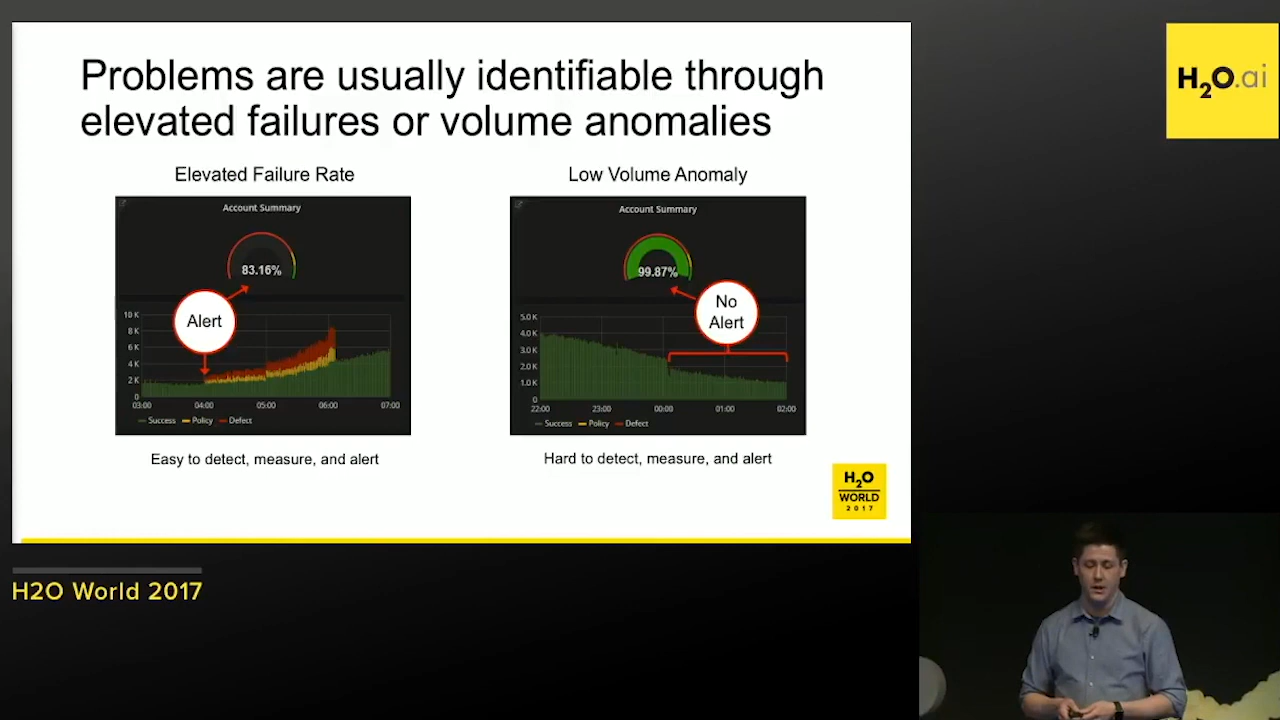 Problems are usually identifiable through
elevated failures or volume anomalies
Elevated Failure Rate
Account Summary
83.16%
Alert
10 K
8 K
6 K
4 K
2 K
0
03:00 04:00 05:00 06:00 07:00
Success Policy Defect
Easy to detect, measure, and alert
Low Volume Anomaly
Account Summary
99.87%
No
Alert
5.0 K
4.0 K
3.0 K
2.0 K
1.0 K
0
22:00 23:00 00:00 01:00 02:00
Success Policy Defect
Hard to detect, measure, and alert
H2O
WORLD
2017
H2O.ai
H2O World 2017